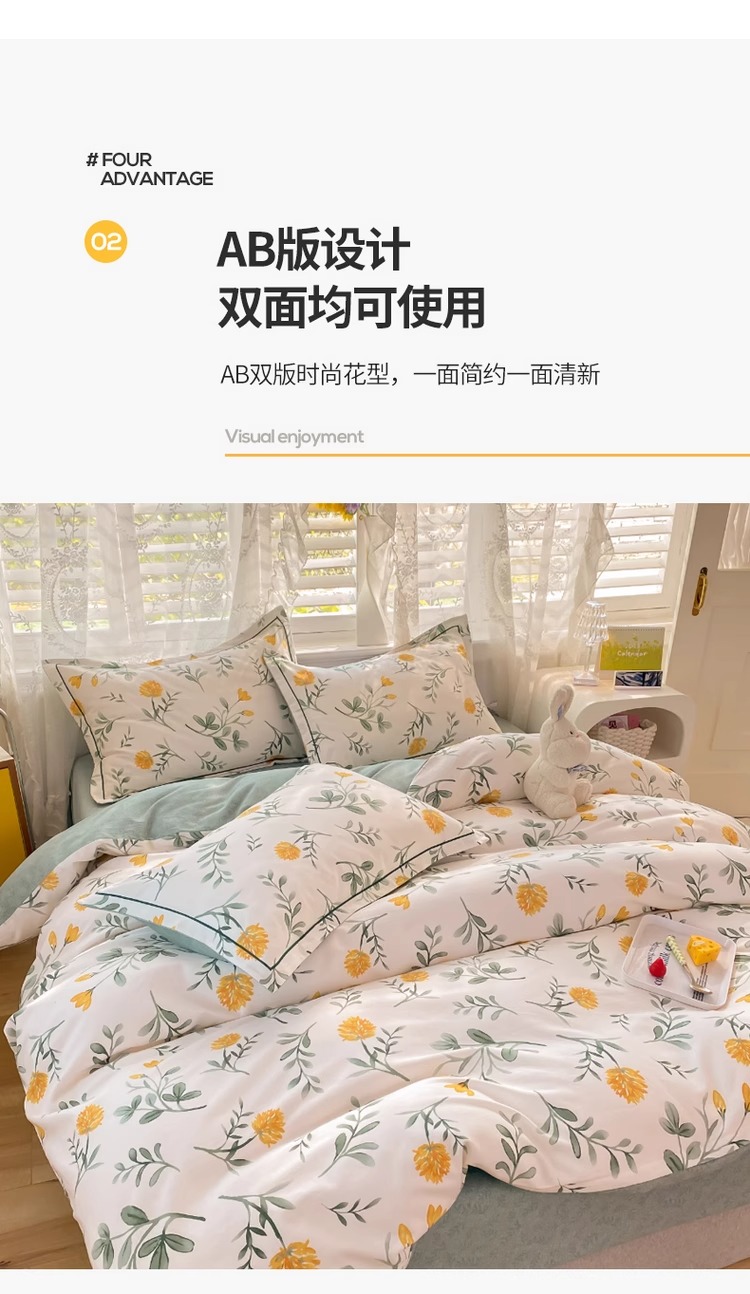 # FOUR
ADVANTAGE
02
AB版设计
双面均可使用
AB双版时尚花型，一面简约一面清新
Visual enjoyment